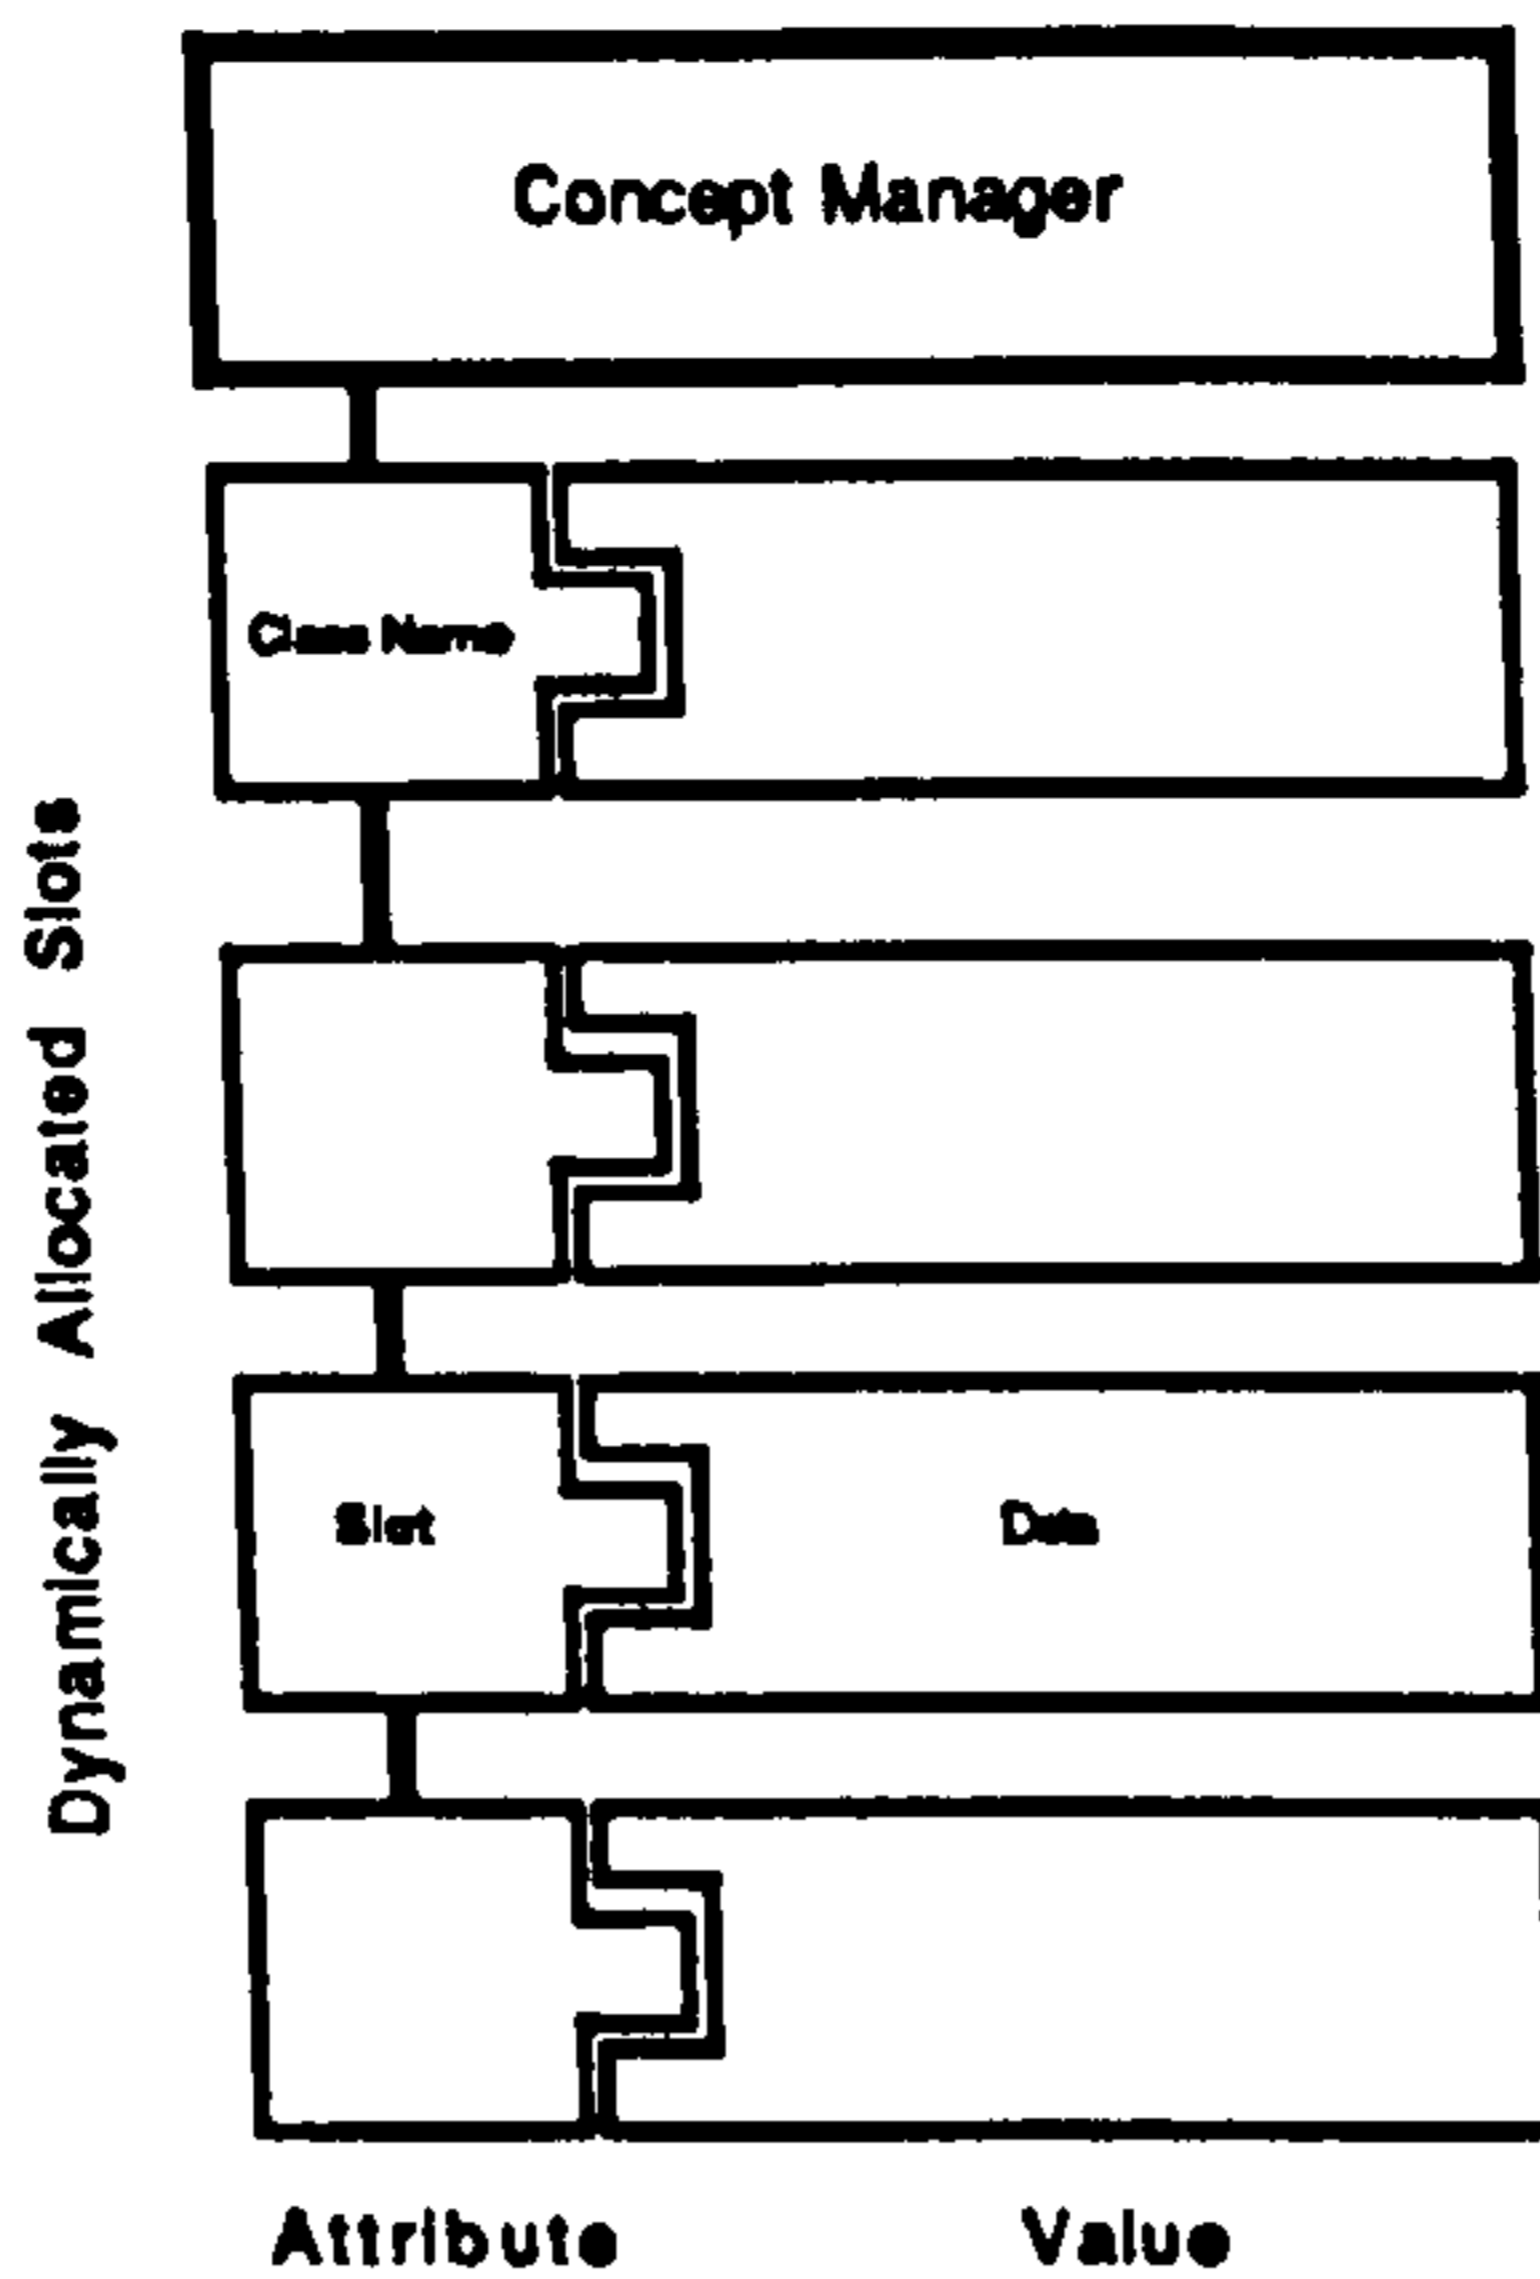 Concept Manager
Class Name
Dynamically Allocated Slots
Slot
Data
Attribute
Value